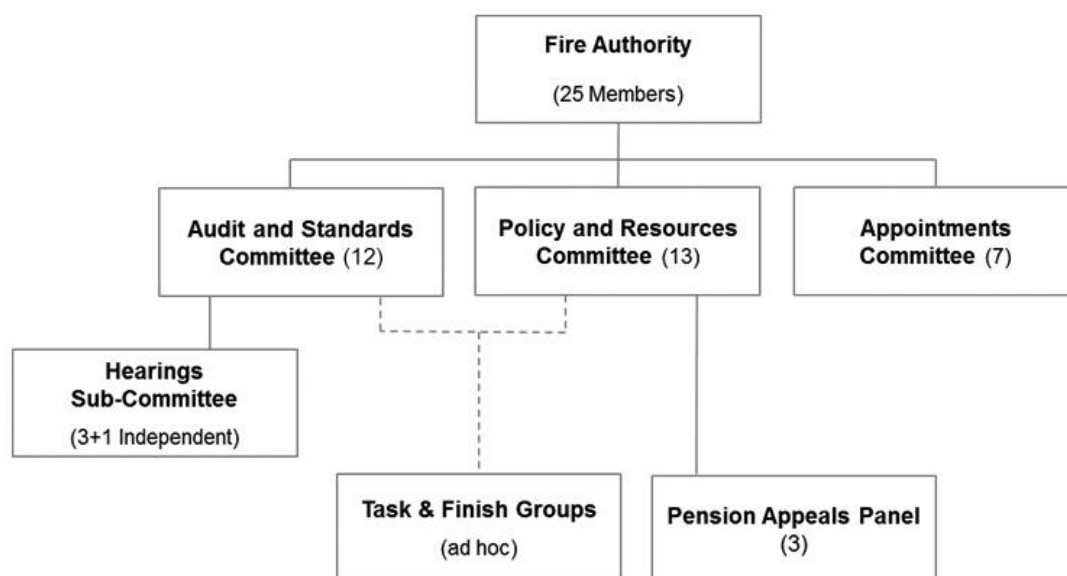 Fire Authority
(25 Members)
Audit and Standards
Committee (12)
Policy and Resources
Committee (13)
Appointments
Committee (7)
Hearings
Sub-Committee
(3+1 Independent)
Task & Finish Groups
(ad hoc)
Pension Appeals Panel
(3)